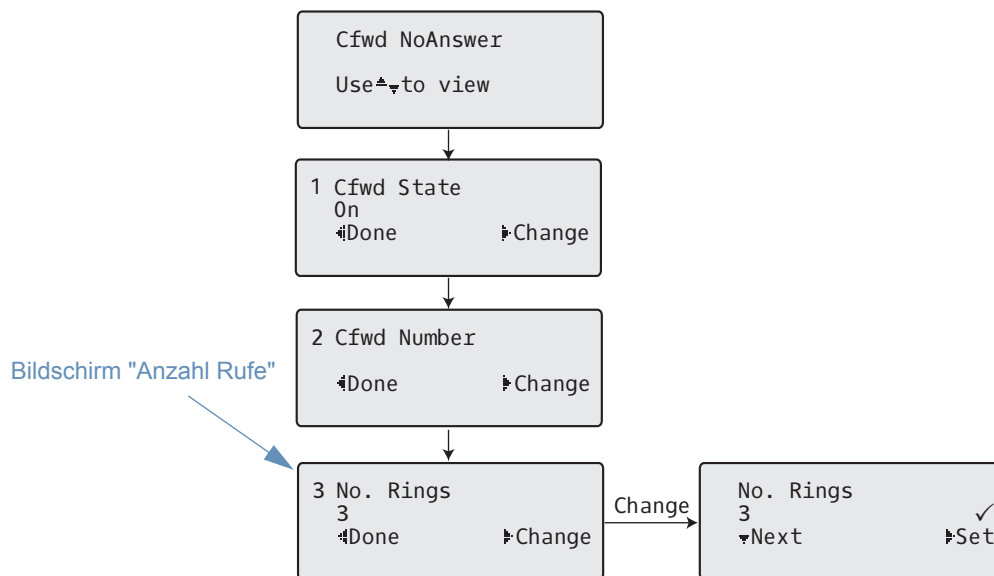 Cfwd NoAnswer
Use▲▼to view
1 Cfwd State
On
◀Done ▶Change
2 Cfwd Number
◀Done ▶Change
Bildschirm "Anzahl Rufe"
3 No. Rings
3
◀Done ▶Change
Change
No. Rings
3 ✓
▼Next ▶Set